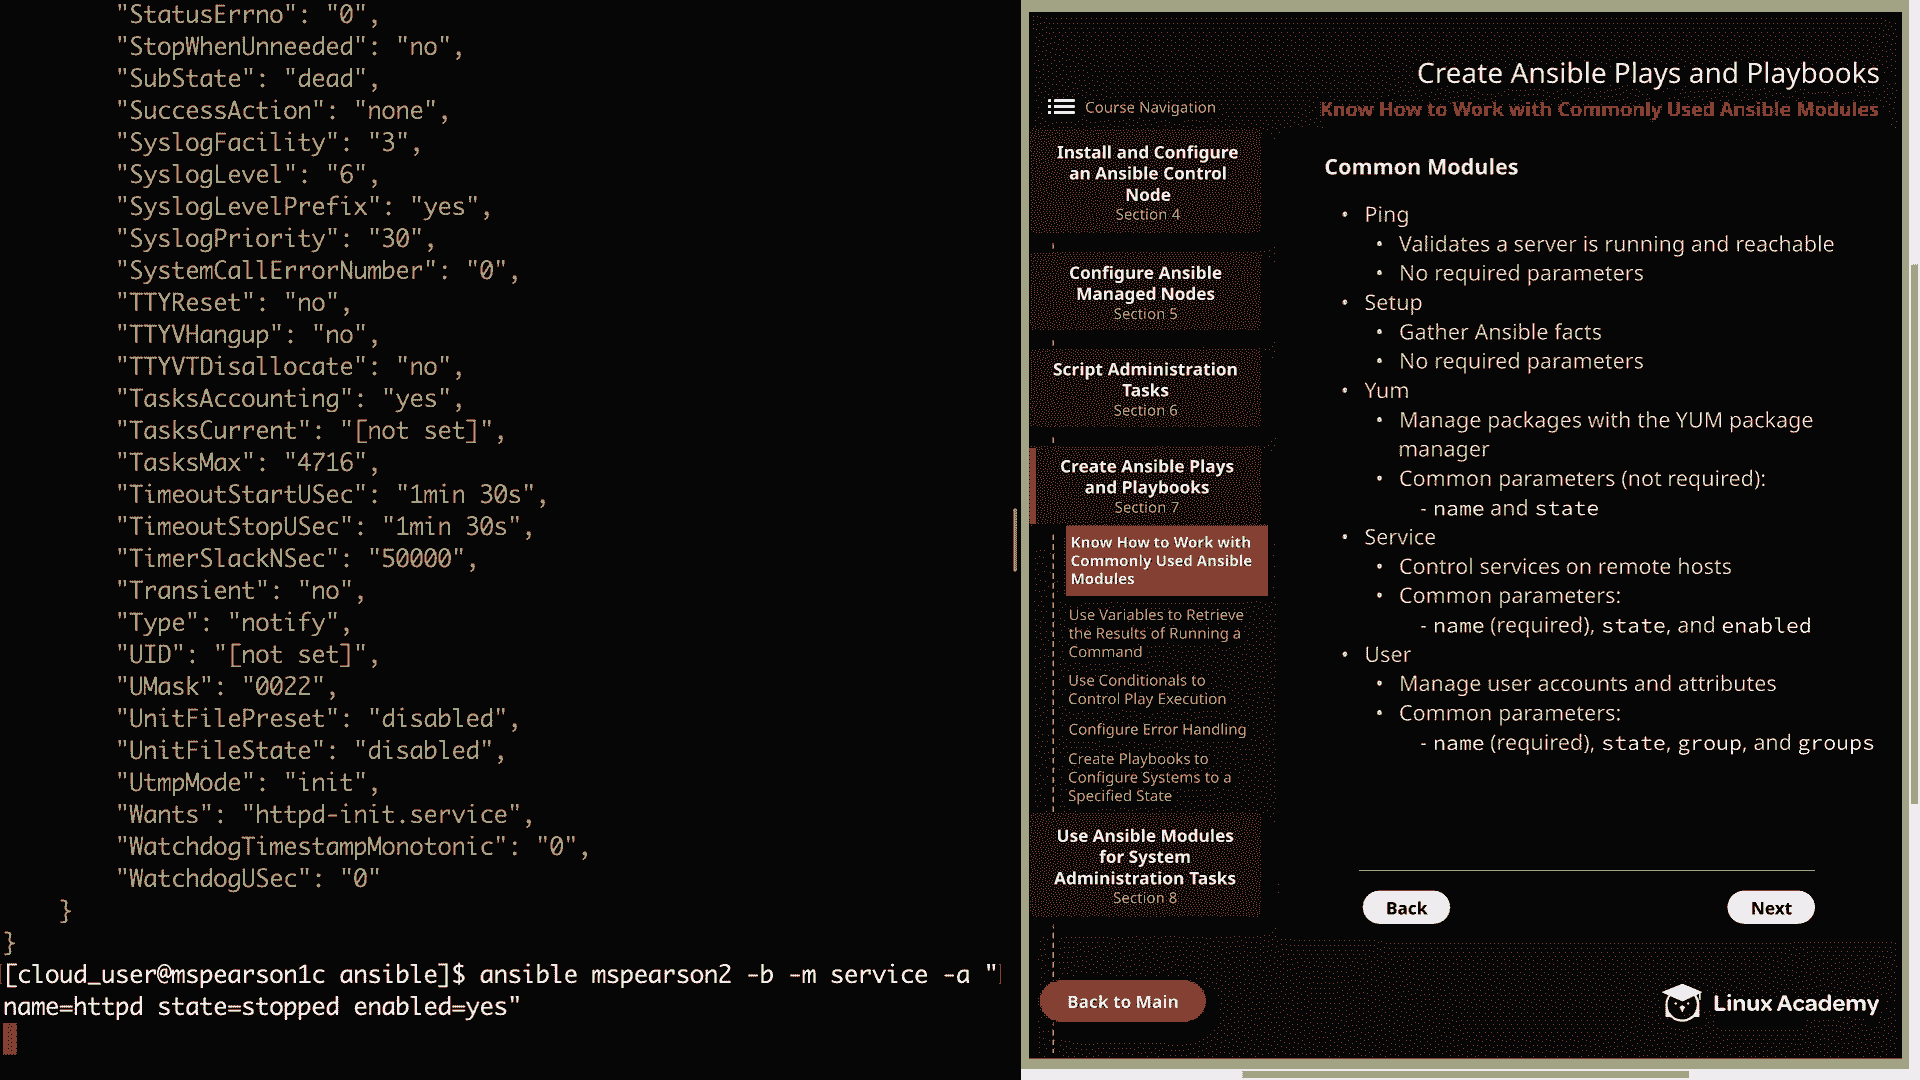 "StatusErrno": "0",
"StopWhenUnneeded": "no",
"SubState": "dead",
"SuccessAction": "none",
"SyslogFacility": "3",
"SyslogLevel": "6",
"SyslogLevelPrefix": "yes",
"SyslogPriority": "30",
"SystemCallErrorNumber": "0",
"TTYReset": "no",
"TTYVHangup": "no",
"TTYVTDisallocate": "no",
"TasksAccounting": "yes",
"TasksCurrent": "[not set]",
"TasksMax": "4716",
"TimeoutStartUSec": "1min 30s",
"TimeoutStopUSec": "1min 30s",
"TimerSlackNSec": "50000",
"Transient": "no",
"Type": "notify",
"UID": "[not set]",
"UMask": "0022",
"UnitFilePreset": "disabled",
"UnitFileState": "disabled",
"UtmpMode": "init",
"Wants": "httpd-init.service",
"WatchdogTimestampMonotonic": "0",
"WatchdogUSec": "0"
}
}
[cloud_user@mspearson1c ansible]$ ansible mspearson2 -b -m service -a "
name=httpd state=stopped enabled=yes"
Create Ansible Plays and Playbooks
Know How to Work with Commonly Used Ansible Modules
Course Navigation
Install and Configure
an Ansible Control
Node
Section 4
Configure Ansible
Managed Nodes
Section 5
Script Administration
Tasks
Section 6
Create Ansible Plays
and Playbooks
Section 7
Know How to Work with
Commonly Used Ansible
Modules
Use Variables to Retrieve
the Results of Running a
Command
Use Conditionals to
Control Play Execution
Configure Error Handling
Create Playbooks to
Configure Systems to a
Specified State
Use Ansible Modules
for System
Administration Tasks
Section 8
Back to Main
Common Modules
• Ping
• Validates a server is running and reachable
• No required parameters
• Setup
• Gather Ansible facts
• No required parameters
• Yum
• Manage packages with the YUM package
manager
• Common parameters (not required):
- name and state
• Service
• Control services on remote hosts
• Common parameters:
- name (required), state, and enabled
• User
• Manage user accounts and attributes
• Common parameters:
- name (required), state, group, and groups
Back
Next
Linux Academy